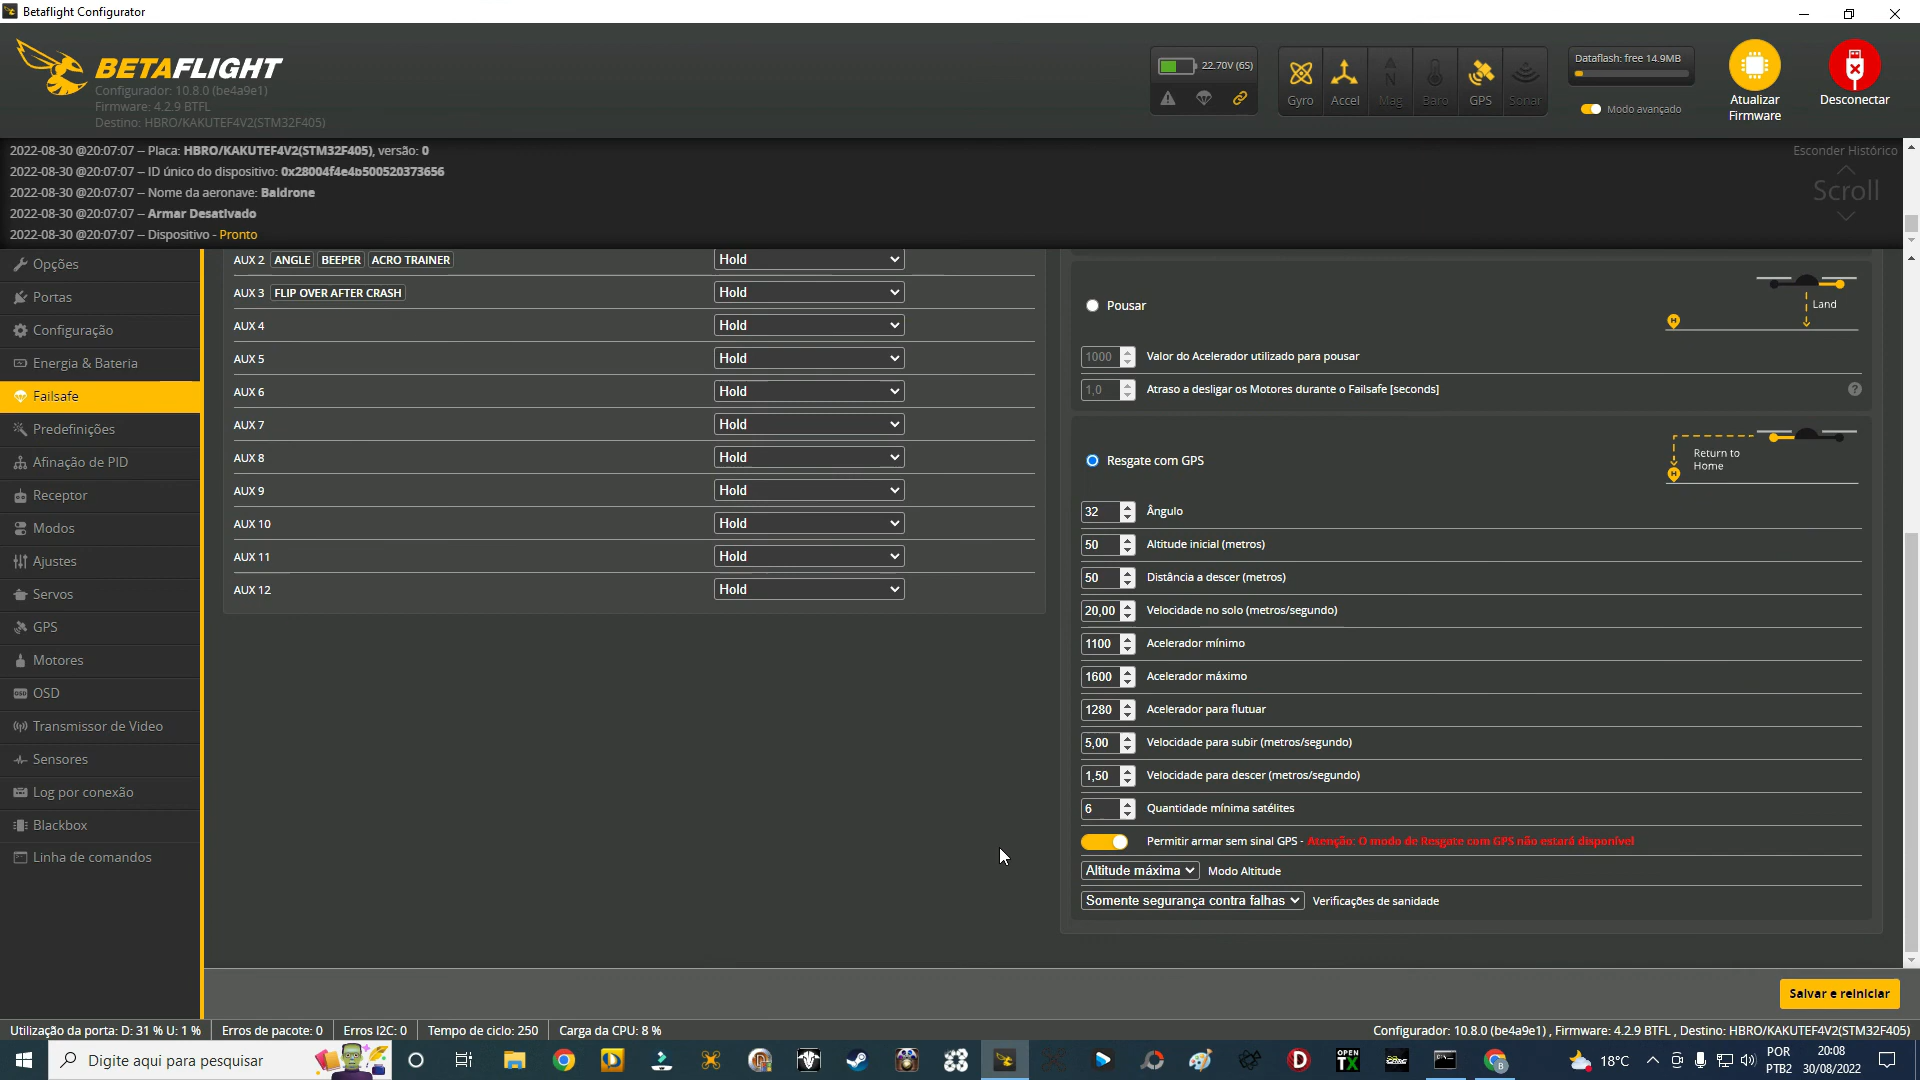 Betaflight Configurator
BETAFLIGHT
Configurador: 10.8.0 (be4a9e1)
Firmware: 4.2.9 BTFL
Destino: HBRO/KAKUTEF4V2(STM32F405)
22.70V (6S)
Gyro
Accel
Mag
Baro
GPS
Sonar
Dataflash: free 14.9MB
Modo avançado
Atualizar
Firmware
Desconectar
2022-08-30 @20:07:07 -- Placa: HBRO/KAKUTEF4V2(STM32F405), versão: 0
2022-08-30 @20:07:07 -- ID único do dispositivo: 0x28004f4e4b500520373656
2022-08-30 @20:07:07 -- Nome da aeronave: Baldrone
2022-08-30 @20:07:07 -- Armar Desativado
2022-08-30 @20:07:07 -- Dispositivo - Pronto
Esconder Histórico
Scroll
Opções
Portas
Configuração
Energia & Bateria
Failsafe
Predefinições
Afinação de PID
Receptor
Modos
Ajustes
Servos
GPS
Motores
OSD
Transmissor de Video
Sensores
Log por conexão
Blackbox
Linha de comandos
AUX 2 ANGLE BEEPER ACRO TRAINER Hold
AUX 3 FLIP OVER AFTER CRASH Hold
AUX 4 Hold
AUX 5 Hold
AUX 6 Hold
AUX 7 Hold
AUX 8 Hold
AUX 9 Hold
AUX 10 Hold
AUX 11 Hold
AUX 12 Hold
Pousar
Land
H
1000 Valor do Acelerador utilizado para pousar
1,0 Atraso a desligar os Motores durante o Failsafe [seconds]
?
Resgate com GPS
Return to
Home
H
32 Ângulo
50 Altitude inicial (metros)
50 Distância a descer (metros)
20,00 Velocidade no solo (metros/segundo)
1100 Acelerador mínimo
1600 Acelerador máximo
1280 Acelerador para flutuar
5,00 Velocidade para subir (metros/segundo)
1,50 Velocidade para descer (metros/segundo)
6 Quantidade mínima satélites
Permitir armar sem sinal GPS - Atenção: O modo de Resgate com GPS não estará disponível
Altitude máxima Modo Altitude
Somente segurança contra falhas Verificações de sanidade
Salvar e reiniciar
Utilização da porta: D: 31 % U: 1 % Erros de pacote: 0 Erros I2C: 0 Tempo de ciclo: 250 Carga da CPU: 8 %
Configurador: 10.8.0 (be4a9e1) , Firmware: 4.2.9 BTFL , Destino: HBRO/KAKUTEF4V2(STM32F405)
Digite aqui para pesquisar
OPEN
TX
18°C
POR
PTB2
20:08
30/08/2022